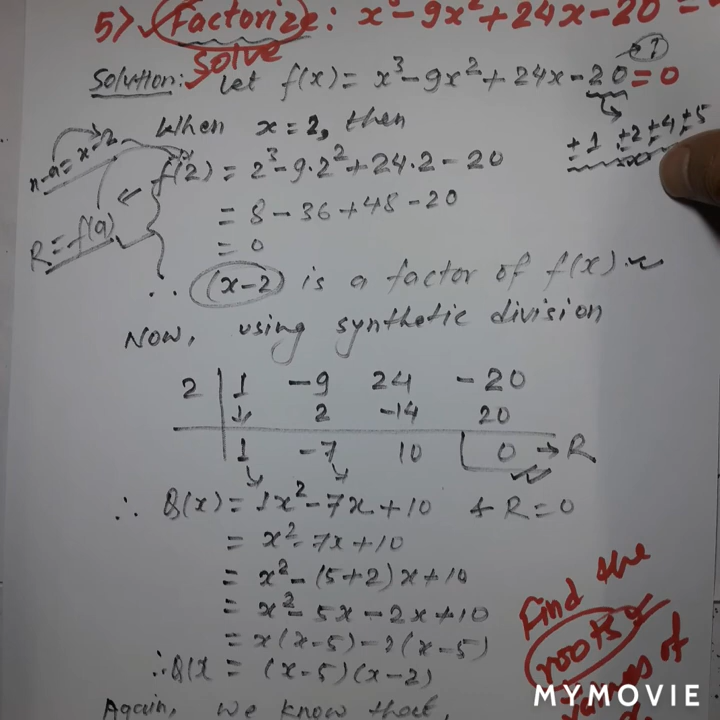 5> Factorize: x³-9x²+24x-20 =
Solve
Solution: Let f(x) = x³-9x²+24x-20=0
When x=2, then
±1 ±2 ±4 ±5
f(2) = 2³-9·2²+24·2-20
= 8-36+48-20
R=f(a)
= 0
∴ (x-2) is a factor of f(x)
Now, using synthetic division
2 | 1 -9 24 -20
↓ 2 -14 20
1 -7 10 0 → R
∴ Q(x) = 1x²-7x+10 & R=0
= x²-7x+10
= x²-(5+2)x+10
= x²-5x-2x+10
= x(x-5)-2(x-5)
∴Q(x = (x-5)(x-2)
Find the
roots
of
Again, we know that,
MYMOVIE